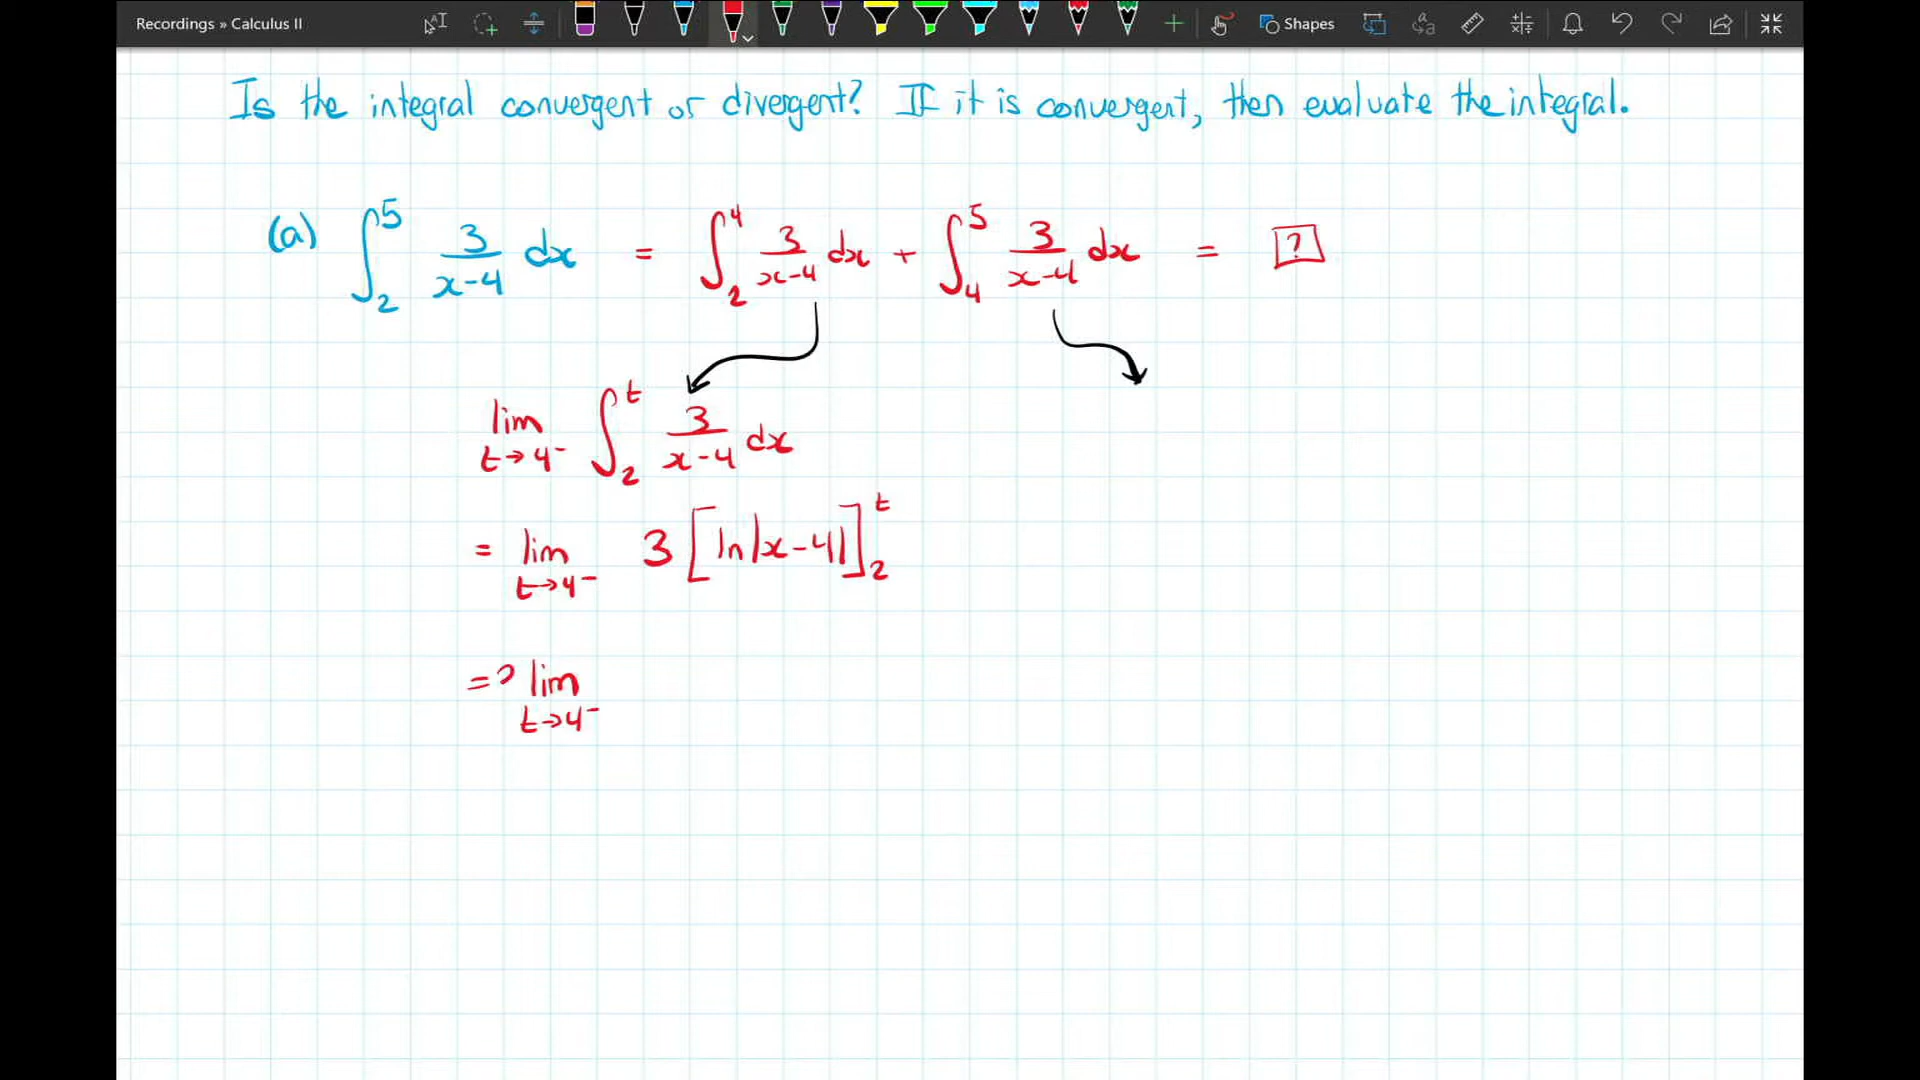 Recordings » Calculus II
Shapes
Is the integral convergent or divergent? If it is convergent, then evaluate the integral.
(a) ∫₂⁵ 3/(x-4) dx = ∫₂⁴ 3/(x-4) dx + ∫₄⁵ 3/(x-4) dx = ?
lim t→4⁻ ∫₂ᵗ 3/(x-4) dx
= lim t→4⁻ 3 [ln|x-4|]₂ᵗ
= lim t→4⁻